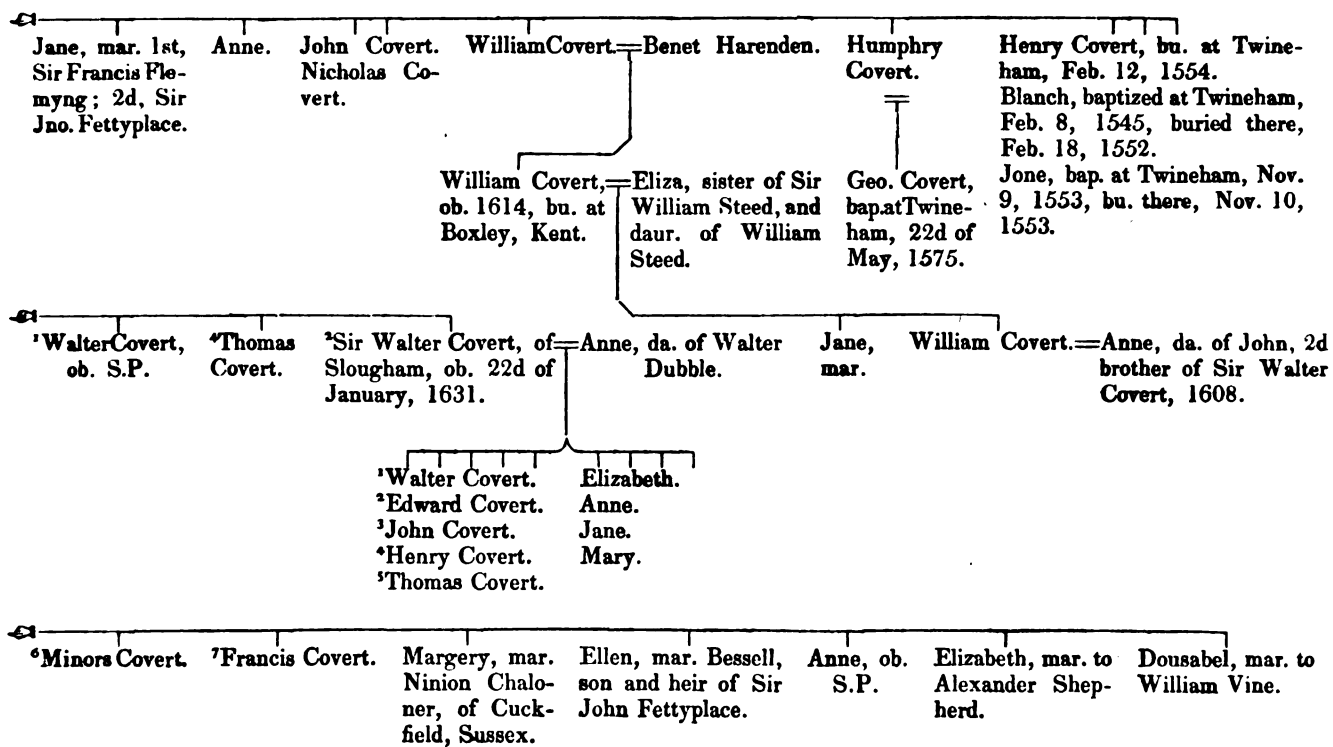 Jane, mar. 1st,
Sir Francis Fle-
myng; 2d, Sir
Jno. Fettyplace.
Anne.
John Covert.
Nicholas Co-
vert.
William Covert.=Benet Harenden.
Humphry
Covert.
=
Henry Covert, bu. at Twine-
ham, Feb. 12, 1554.
Blanch, baptized at Twineham,
Feb. 8, 1545, buried there,
Feb. 18, 1552.
Jone, bap. at Twineham, Nov.
9, 1553, bu. there, Nov. 10,
1553.
William Covert,=Eliza, sister of Sir
ob. 1614, bu. at
Boxley, Kent.
William Steed, and
daur. of William
Steed.
Geo. Covert,
bap. at Twine-
ham, 22d of
May, 1575.
¹Walter Covert,
ob. S.P.
⁴Thomas
Covert.
²Sir Walter Covert, of=Anne, da. of Walter
Slougham, ob. 22d of
January, 1631.
Dubble.
Jane,
mar.
William Covert.=Anne, da. of John, 2d
brother of Sir Walter
Covert, 1608.
¹Walter Covert.
²Edward Covert.
³John Covert.
⁴Henry Covert.
⁵Thomas Covert.
Elizabeth.
Anne.
Jane.
Mary.
⁶Minors Covert.
⁷Francis Covert.
Margery, mar.
Ninion Chalo-
ner, of Cuck-
field, Sussex.
Ellen, mar. Bessell,
son and heir of Sir
John Fettyplace.
Anne, ob.
S.P.
Elizabeth, mar. to
Alexander Shep-
herd.
Dousabel, mar. to
William Vine.